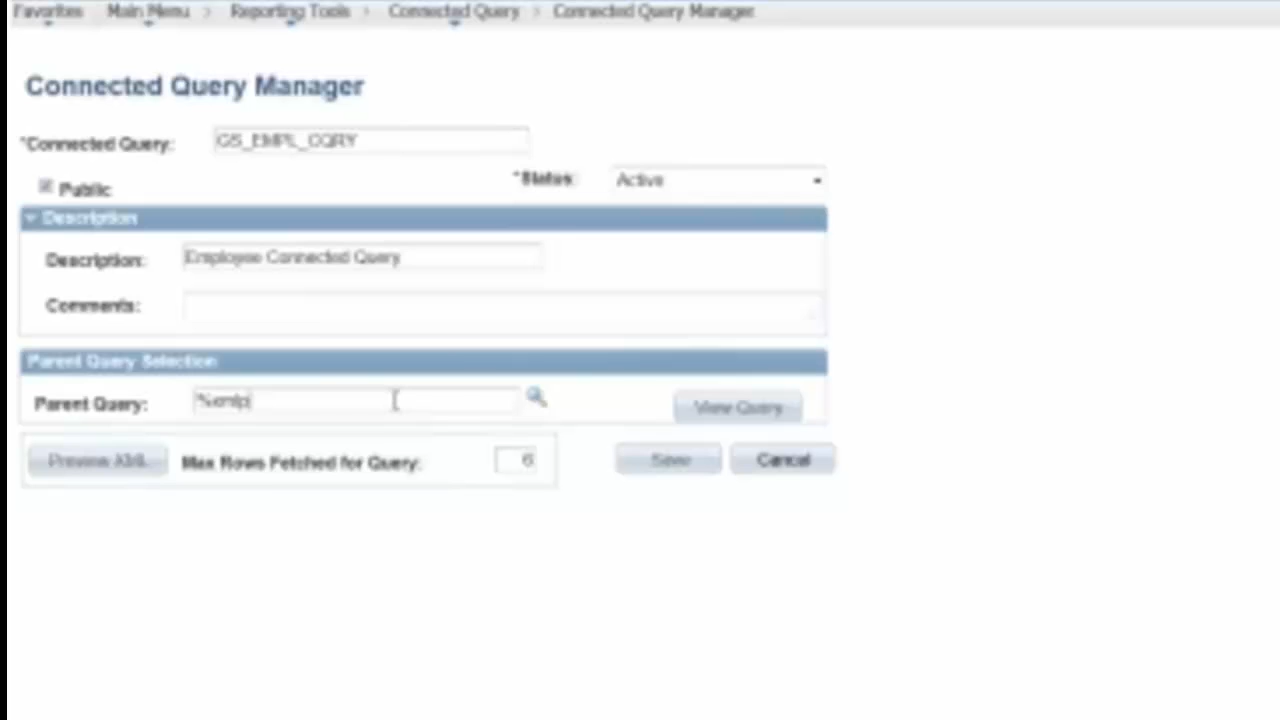 Favorites Main Menu > Reporting Tools > Connected Query > Connected Query Manager
Connected Query Manager
*Connected Query: GS_EMPL_CQRY
Public *Status: Active
Description
Description: Employee Connected Query
Comments:
Parent Query Selection
Parent Query: %emp View Query
Preview XML Max Rows Fetched for Query: 6 Save Cancel